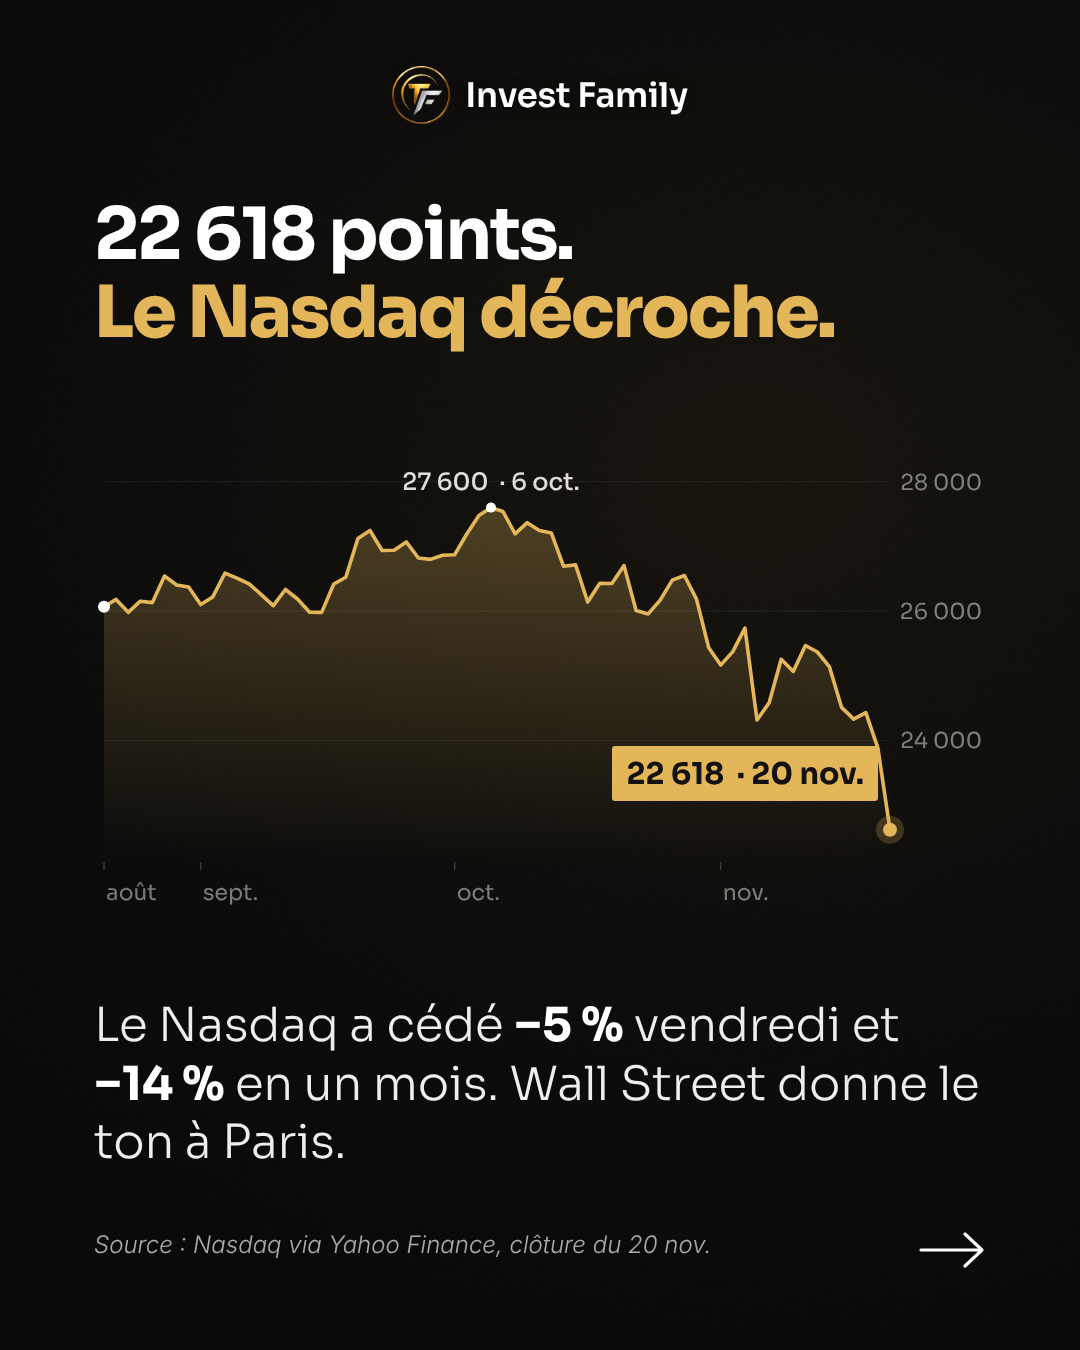 TF Invest Family
22 618 points.
Le Nasdaq décroche.
27 600 · 6 oct.
28 000
26 000
24 000
22 618 · 20 nov.
août sept. oct. nov.
Le Nasdaq a cédé –5 % vendredi et
–14 % en un mois. Wall Street donne le
ton à Paris.
Source : Nasdaq via Yahoo Finance, clôture du 20 nov.